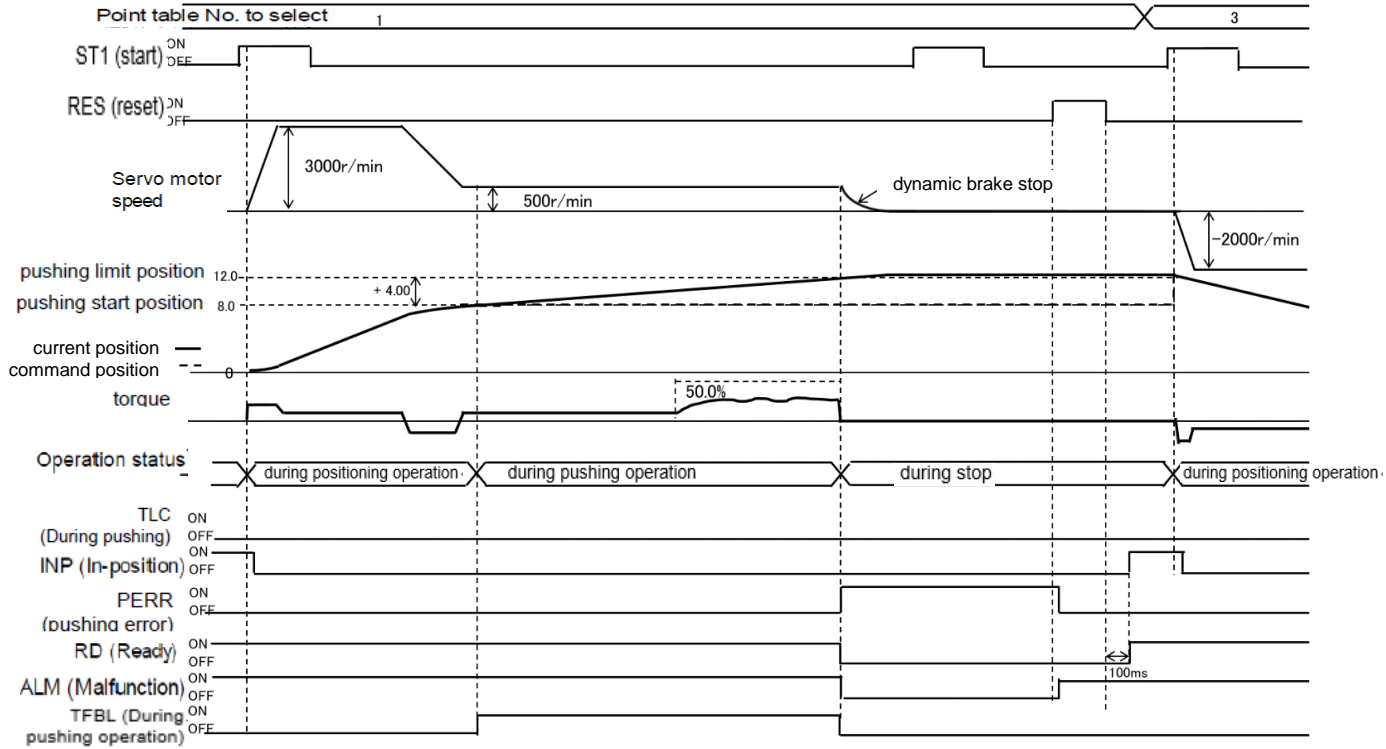 Point table No. to select
1
3
ST1 (start)
ON
OFF
RES (reset)
ON
OFF
Servo motor
speed
3000r/min
500r/min
dynamic brake stop
-2000r/min
pushing limit position
12.0
pushing start position
8.0
+ 4.00
current position
command position
0
torque
50.0%
Operation status
during positioning operation
during pushing operation
during stop
during positioning operation
TLC
(During pushing)
ON
OFF
INP (In-position)
ON
OFF
PERR
(pushing error)
ON
OFF
RD (Ready)
ON
OFF
100ms
ALM (Malfunction)
ON
OFF
TFBL (During
pushing operation)
ON
OFF